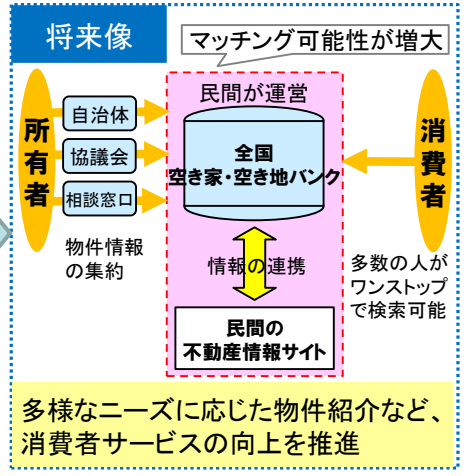 将来像
マッチング可能性が増大
民間が運営
所有者
自治体
協議会
相談窓口
全国
空き家・空き地バンク
消費者
物件情報
の集約
情報の連携
多数の人が
ワンストップ
で検索可能
民間の
不動産情報サイト
多様なニーズに応じた物件紹介など、
消費者サービスの向上を推進